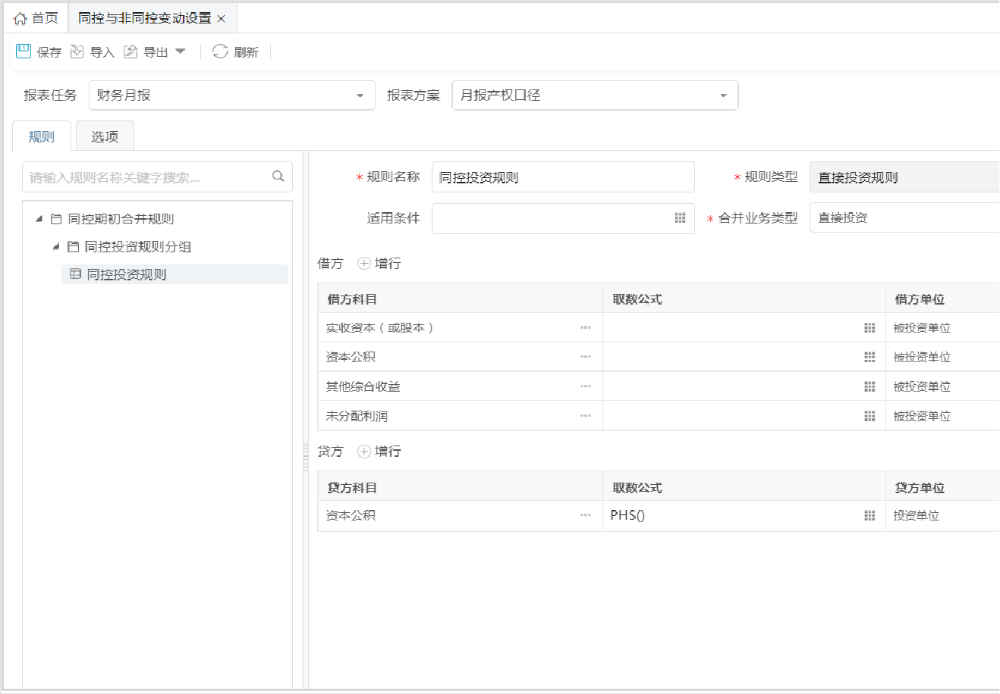 首页 同控与非同控变动设置 ×
保存 导入 导出 刷新
报表任务 财务月报 报表方案 月报产权口径
规则 选项
请输入规则名称关键字搜索...
同控期初合并规则
同控投资规则分组
同控投资规则
* 规则名称 同控投资规则 * 规则类型 直接投资规则
适用条件 * 合并业务类型 直接投资
借方 增行
借方科目 取数公式 借方单位
实收资本（或股本） ... 被投资单位
资本公积 ... 被投资单位
其他综合收益 ... 被投资单位
未分配利润 ... 被投资单位
贷方 增行
贷方科目 取数公式 贷方单位
资本公积 ... PHS() 投资单位